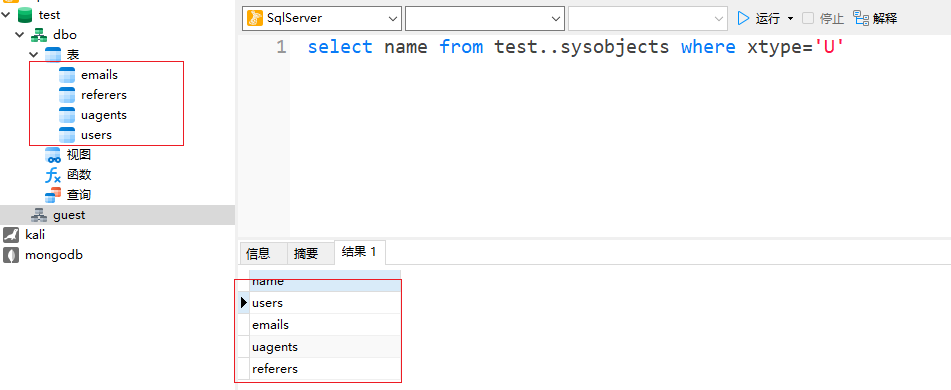 test
dbo
表
emails
referers
uagents
users
视图
函数
查询
guest
kali
mongodb
SqlServer
运行
停止
解释
1 select name from test..sysobjects where xtype='U'
信息 摘要 结果 1
name
users
emails
uagents
referers